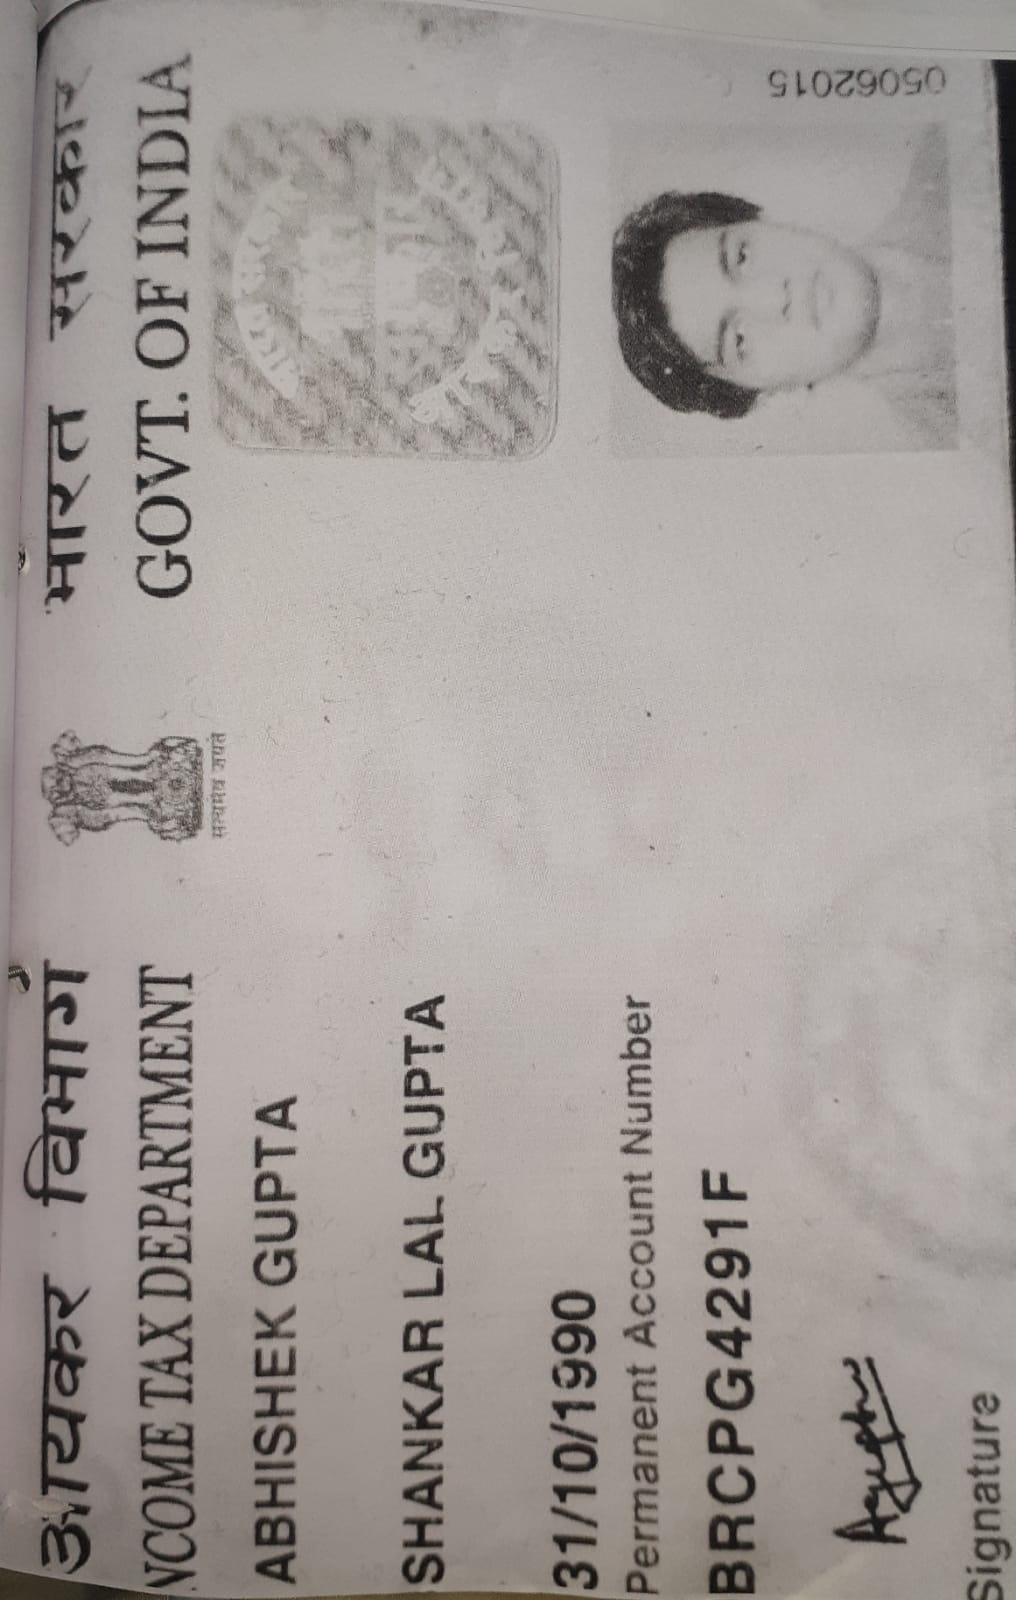 आयकर विभाग
INCOME TAX DEPARTMENT
सत्यमेव जयते
भारत सरकार
GOVT. OF INDIA
ABHISHEK GUPTA
SHANKAR LAL GUPTA
31/10/1990
Permanent Account Number
BRCPG4291F
Signature
05062015